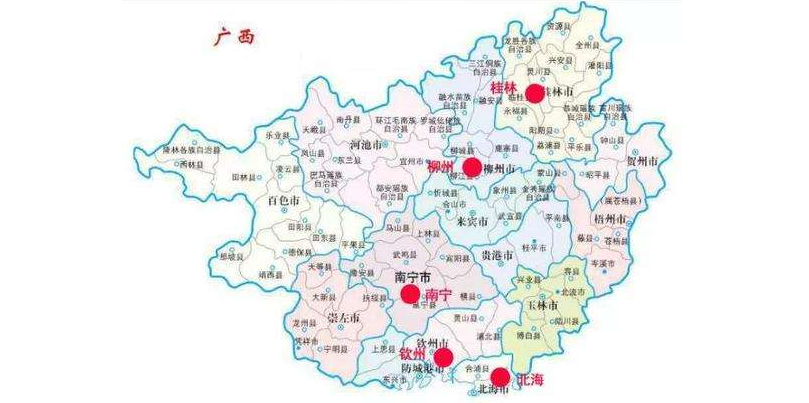 广西
资源县
龙胜各族
自治县
全州县
三江侗族
自治县
兴安县
灌阳县
灵川县
桂林
桂林市
临桂
融水苗族
自治县
融安县
永福县
恭城瑶族
自治县
阳朔县
荔浦县
平乐县
钟山县
贺州市
昭平县
南丹县
天峨县
环江毛南族
自治县
罗城仫佬族
自治县
河池市
乐业县
凤山县
东兰县
宜州市
柳城县
鹿寨县
柳州
柳州市
柳江县
隆林各族自治县
西林县
田林县
凌云县
巴马瑶族
自治县
都安瑶族
自治县
忻城县
合山市
象州县
金秀瑶族
自治县
蒙山县
来宾市
武宣县
平南县
(属苍梧县)
梧州市
藤县
苍梧县
岑溪市
百色市
田阳县
田东县
平果县
马山县
上林县
武鸣县
宾阳县
贵港市
桂平市
那坡县
德保县
靖西县
天等县
隆安县
南宁市
南宁
邕宁县
横县
大新县
扶绥县
崇左市
龙州县
凭祥市
宁明县
上思县
灵山县
浦北县
兴业县
容县
北流市
玉林市
陆川县
博白县
钦州市
钦州
防城港市
东兴市
合浦县
北海市
北海